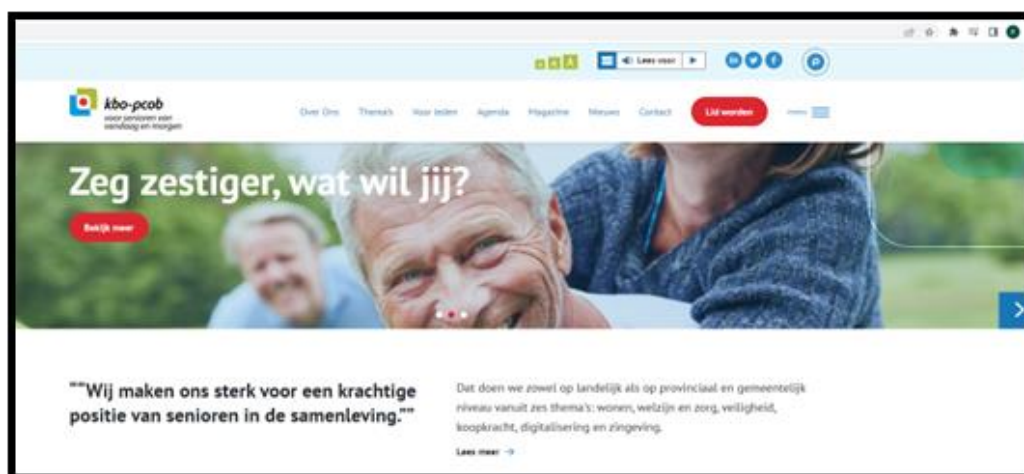 A A A
Lees voor
kbo-pcob
voor senioren van
vandaag en morgen
Over Ons Thema's Voor leden Agenda Magazine Nieuws Contact Lid worden menu
Zeg zestiger, wat wil jij?
Bekijk meer
""Wij maken ons sterk voor een krachtige
positie van senioren in de samenleving.""
Dat doen we zowel op landelijk als op provinciaal en gemeentelijk
niveau vanuit zes thema's: wonen, welzijn en zorg, veiligheid,
koopkracht, digitalisering en zingeving.
Lees meer →